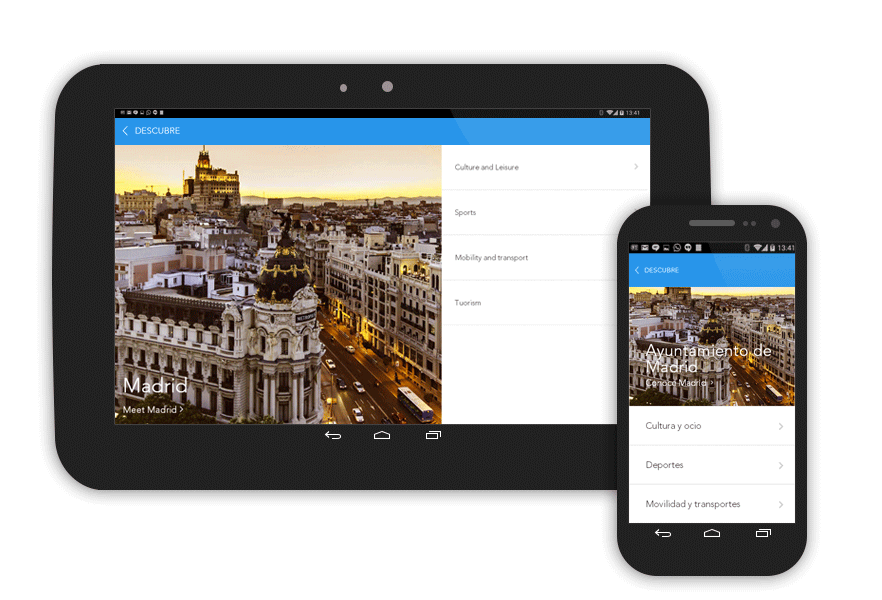 13:41
DESCUBRE
Culture and Leisure
Sports
Mobility and transport
Tuorism
METROPOLIS
Madrid
Meet Madrid
13:41
DESCUBRE
Ayuntamiento de
Madrid
Conoce Madrid
Cultura y ocio
Deportes
Movilidad y transportes